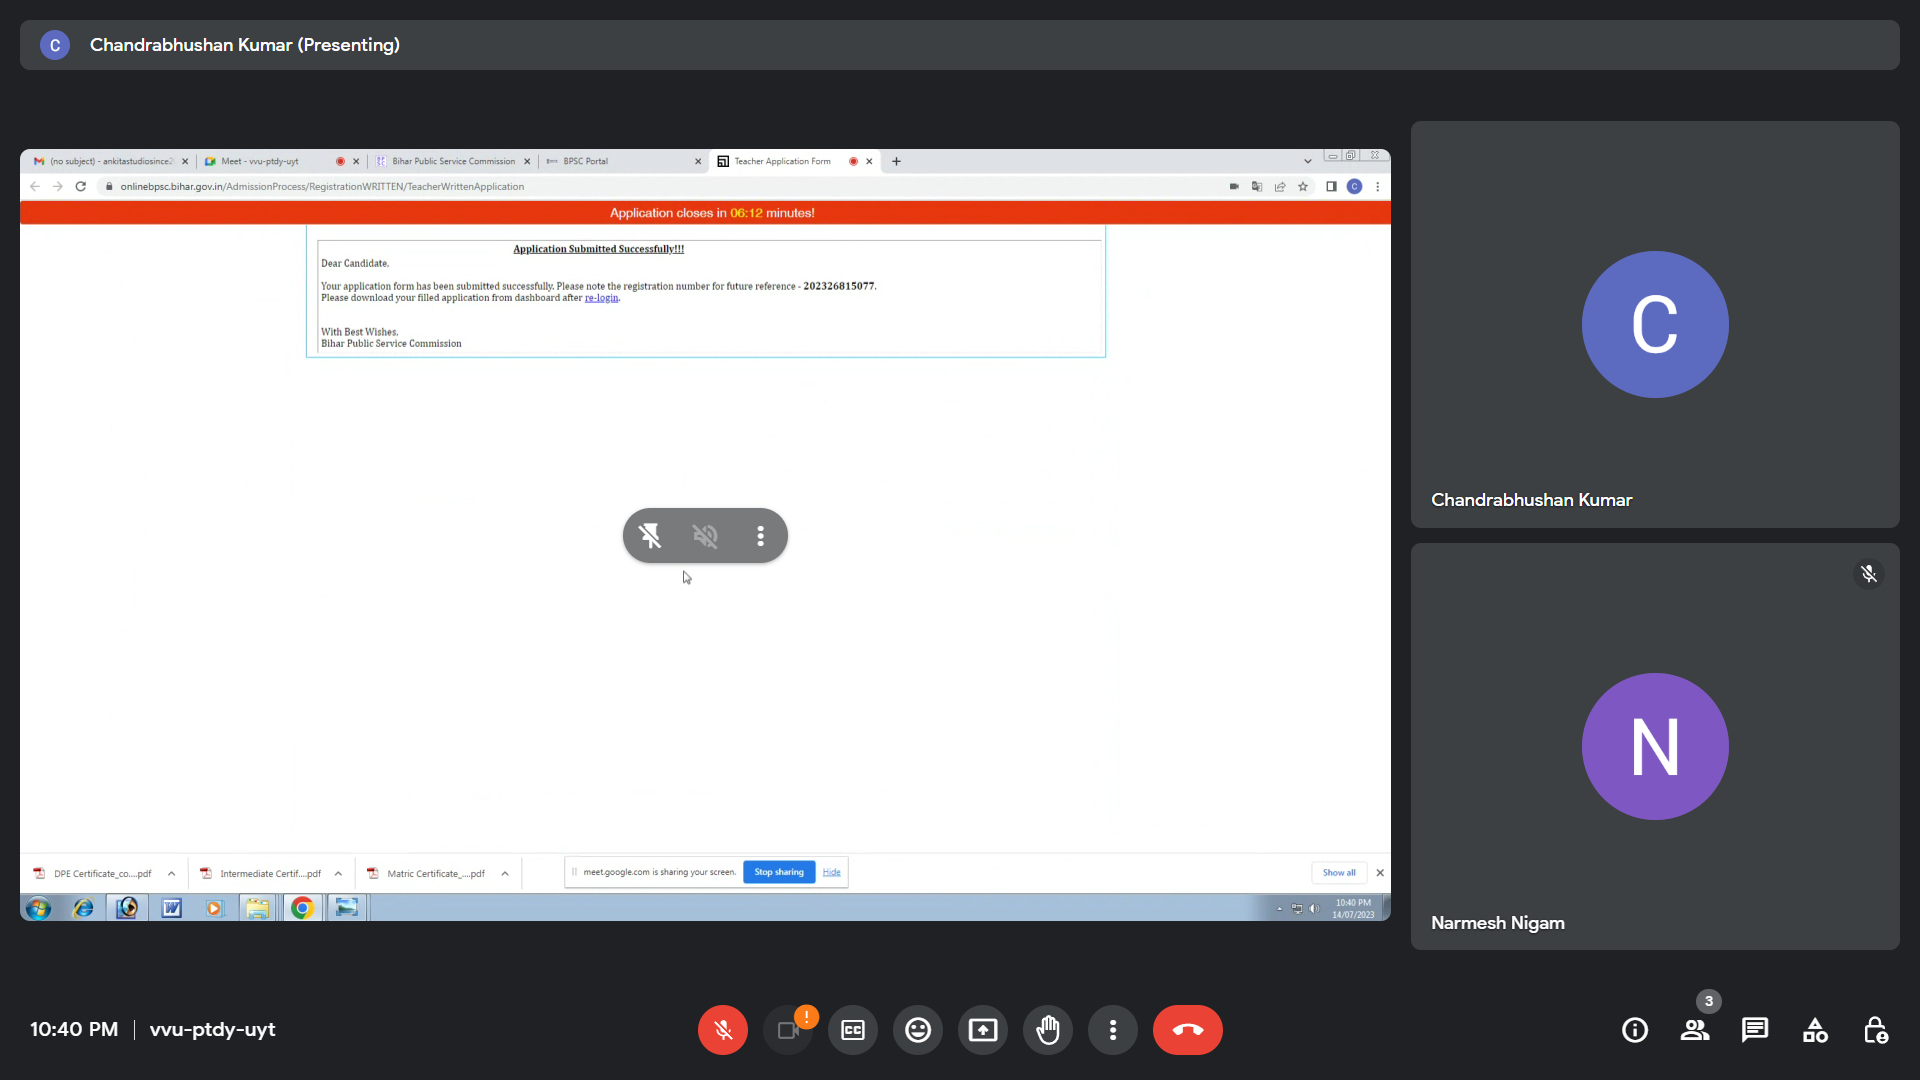 C Chandrabhushan Kumar (Presenting)
(no subject) - ankitastudiosince2
Meet - vvu-ptdy-uyt
Bihar Public Service Commission
BPSC Portal
Teacher Application Form
onlinebpsc.bihar.gov.in/AdmissionProcess/RegistrationWRITTEN/TeacherWrittenApplication
C
Application closes in 06:12 minutes!
Application Submitted Successfully!!!
Dear Candidate,
Your application form has been submitted successfully. Please note the registration number for future reference - 202326815077.
Please download your filled application from dashboard after re-login.
With Best Wishes,
Bihar Public Service Commission
C
Chandrabhushan Kumar
N
Narmesh Nigam
DPE Certificate_co....pdf
Intermediate Certif....pdf
Matric Certificate_....pdf
meet.google.com is sharing your screen.
Stop sharing
Hide
Show all
10:40 PM
14/07/2023
10:40 PM | vvu-ptdy-uyt
CC
3